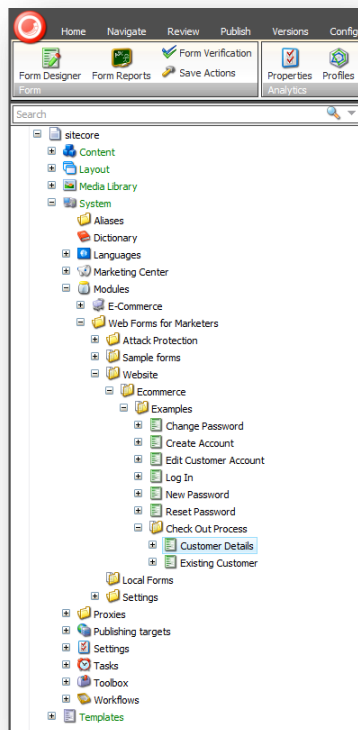 Home Navigate Review Publish Versions Config
Form Verification
Save Actions
Form Designer Form Reports Properties Profiles
Form Analytics
Search
sitecore
Content
Layout
Media Library
System
Aliases
Dictionary
Languages
Marketing Center
Modules
E-Commerce
Web Forms for Marketers
Attack Protection
Sample forms
Website
Ecommerce
Examples
Change Password
Create Account
Edit Customer Account
Log In
New Password
Reset Password
Check Out Process
Customer Details
Existing Customer
Local Forms
Settings
Proxies
Publishing targets
Settings
Tasks
Toolbox
Workflows
Templates